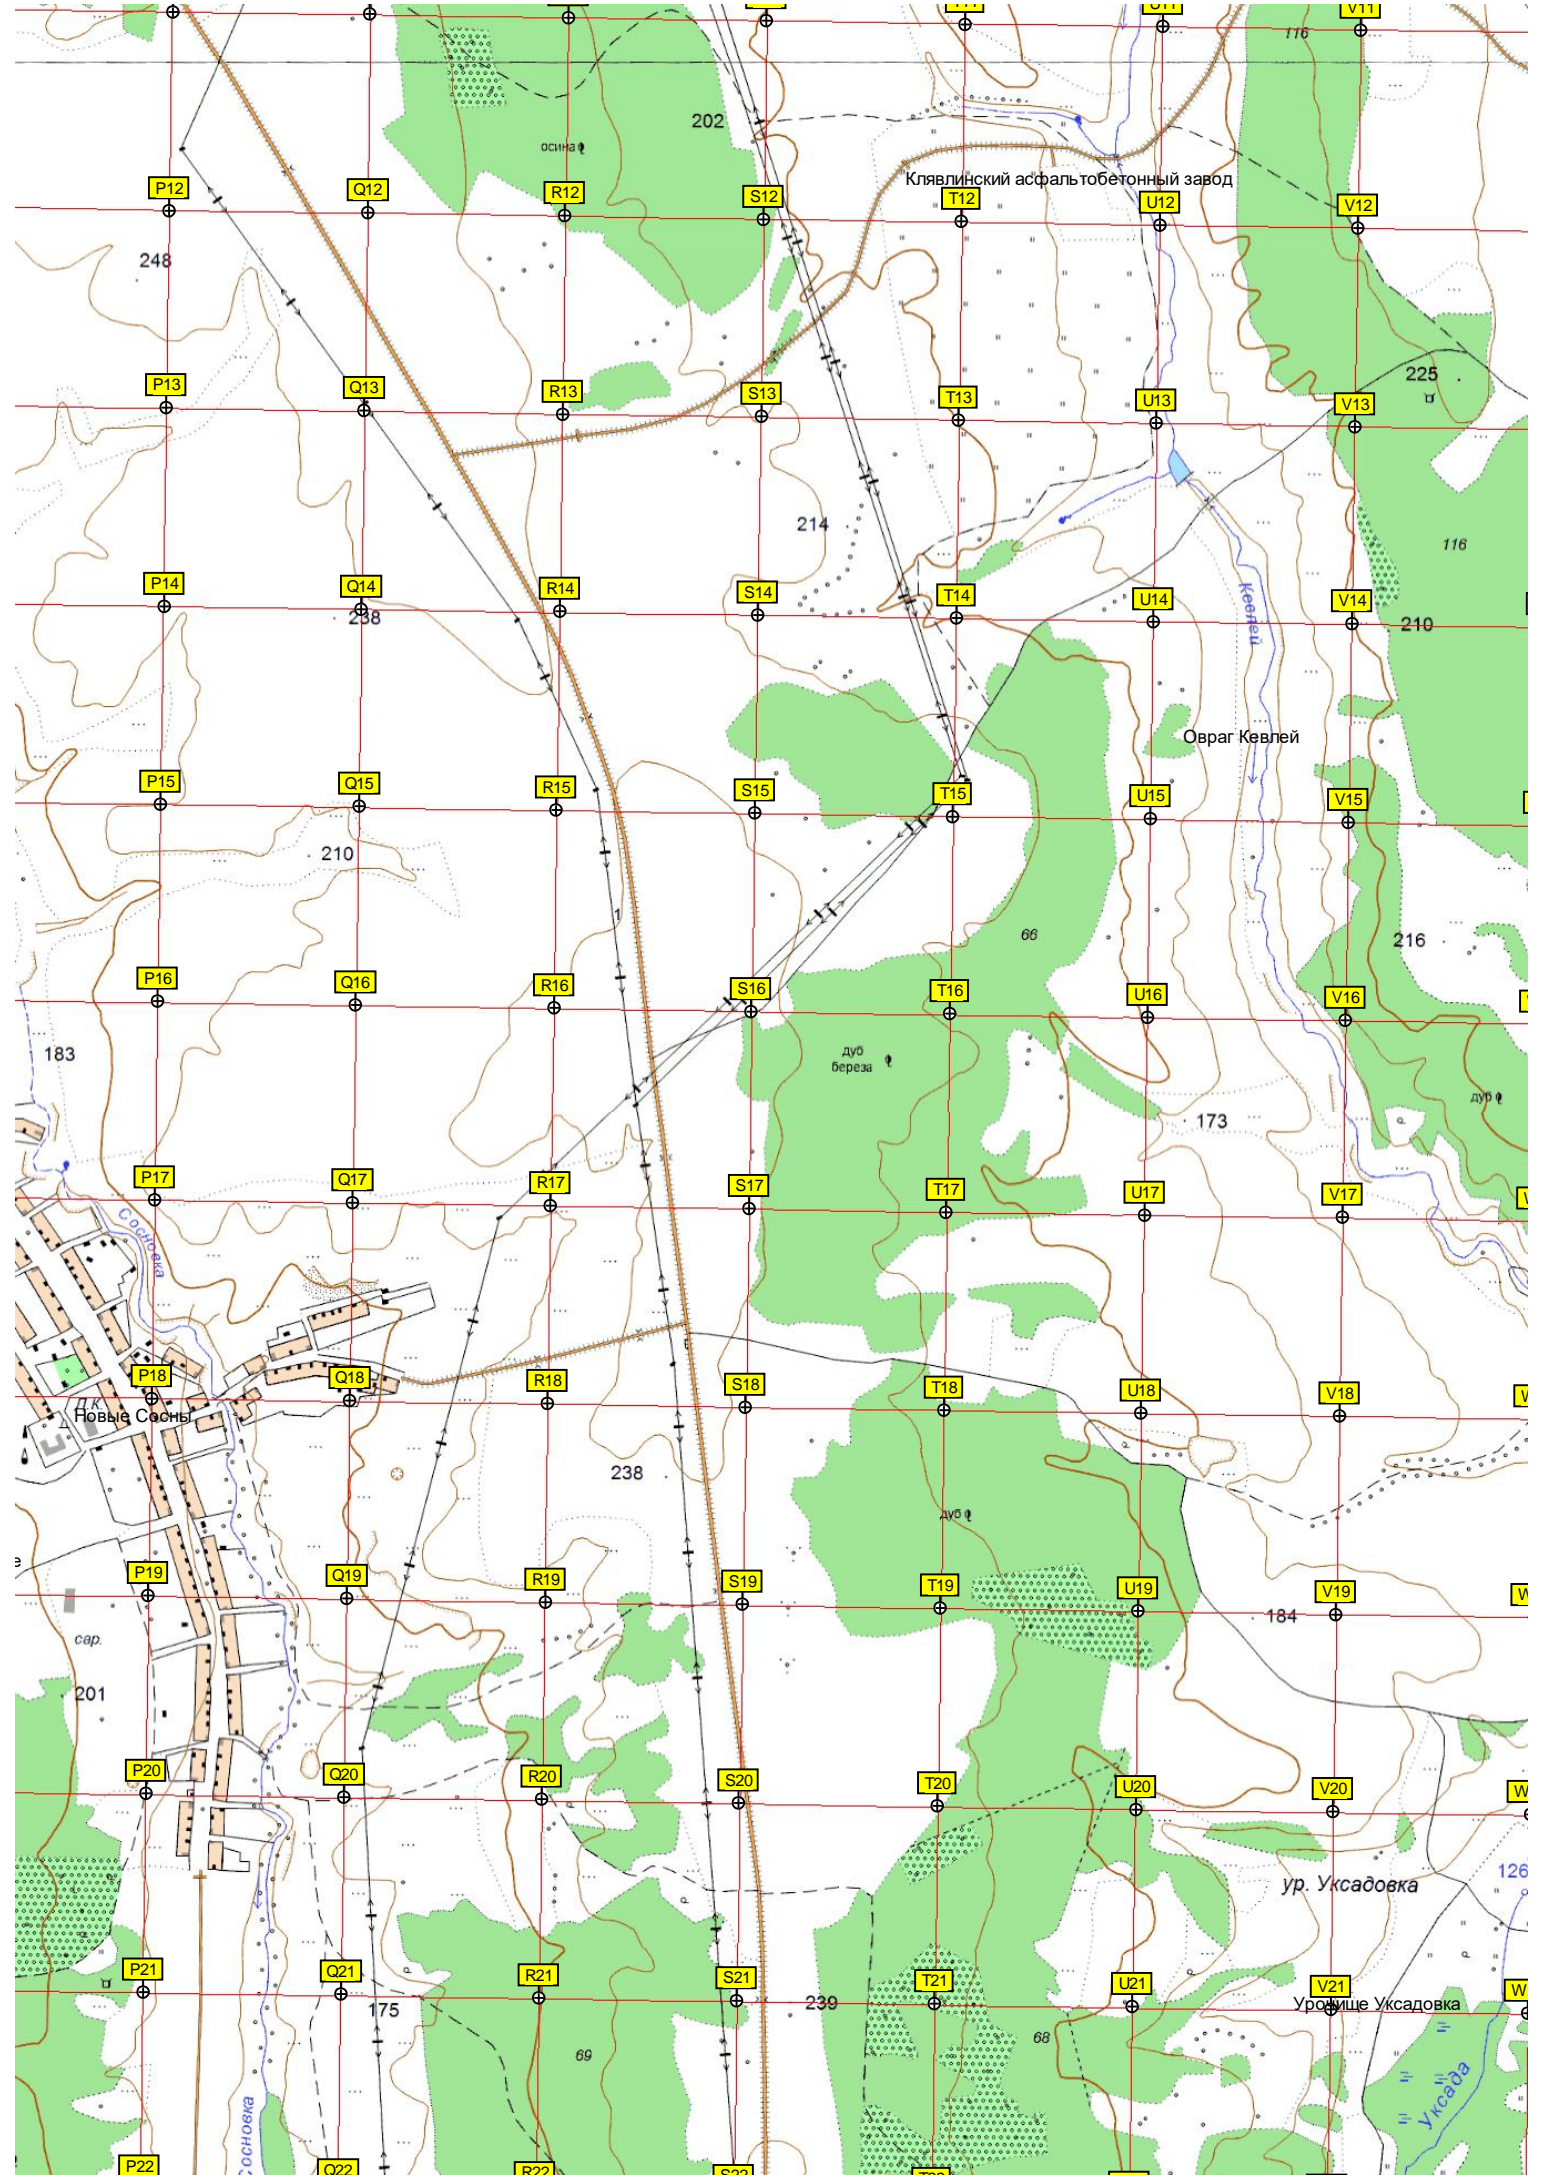 U11
V11
116
202
осина
Клявлинский асфальтобетонный завод
P12
Q12
R12
S12
T12
U12
V12
248
225
P13
Q13
R13
S13
T13
U13
V13
214
116
Кевлей
P14
Q14
R14
S14
T14
U14
V14
238
210
Овраг Кевлей
P15
Q15
R15
S15
T15
U15
V15
210
1
66
216
P16
Q16
R16
S16
T16
U16
V16
183
дуб
береза
дуб
173
P17
Q17
R17
S17
T17
U17
V17
Сосновка
P18
Q18
R18
S18
T18
U18
V18
W
Д.К.
Новые Сосны
238
дуб
е
P19
Q19
R19
S19
T19
U19
V19
W
184
сар.
201
P20
Q20
R20
S20
T20
U20
V20
W
126
ур. Уксадовка
P21
Q21
R21
S21
T21
U21
V21
W
175
239
Урочище Уксадовка
69
68
Уксада
Сосновка
P22
Q22
R22
S22